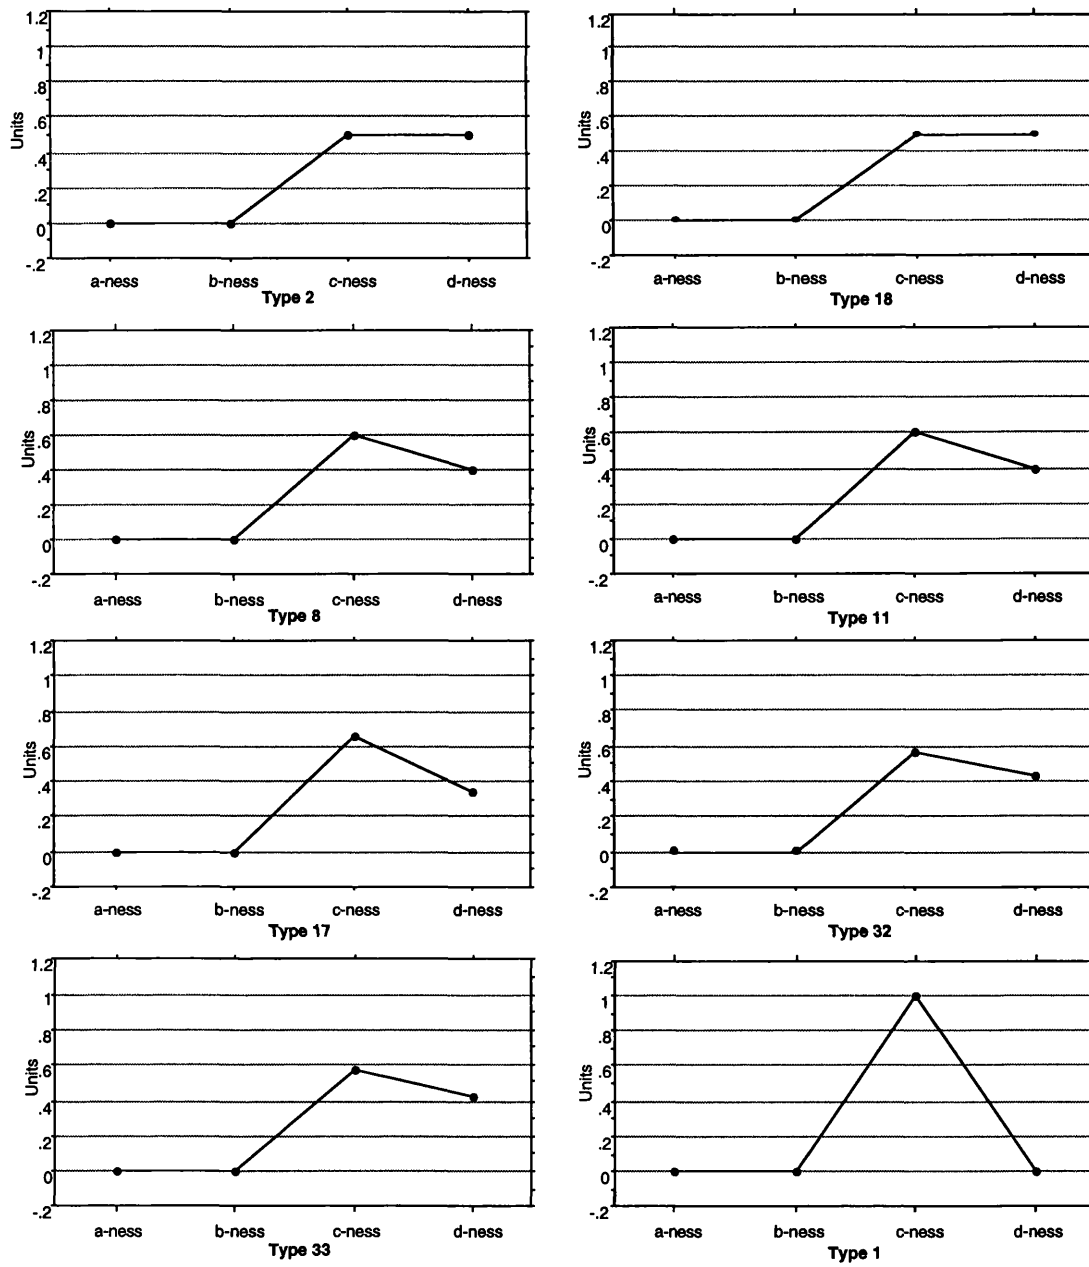 1.2
1
.8
.6
.4
.2
0
-.2
Units
a-ness b-ness c-ness d-ness
Type 2
1.2
1
.8
.6
.4
.2
0
-.2
Units
a-ness b-ness c-ness d-ness
Type 18
1.2
1
.8
.6
.4
.2
0
-.2
Units
a-ness b-ness c-ness d-ness
Type 8
1.2
1
.8
.6
.4
.2
0
-.2
Units
a-ness b-ness c-ness d-ness
Type 11
1.2
1
.8
.6
.4
.2
0
-.2
Units
a-ness b-ness c-ness d-ness
Type 17
1.2
1
.8
.6
.4
.2
0
-.2
Units
a-ness b-ness c-ness d-ness
Type 32
1.2
1
.8
.6
.4
.2
0
-.2
Units
a-ness b-ness c-ness d-ness
Type 33
1.2
1
.8
.6
.4
.2
0
-.2
Units
a-ness b-ness c-ness d-ness
Type 1